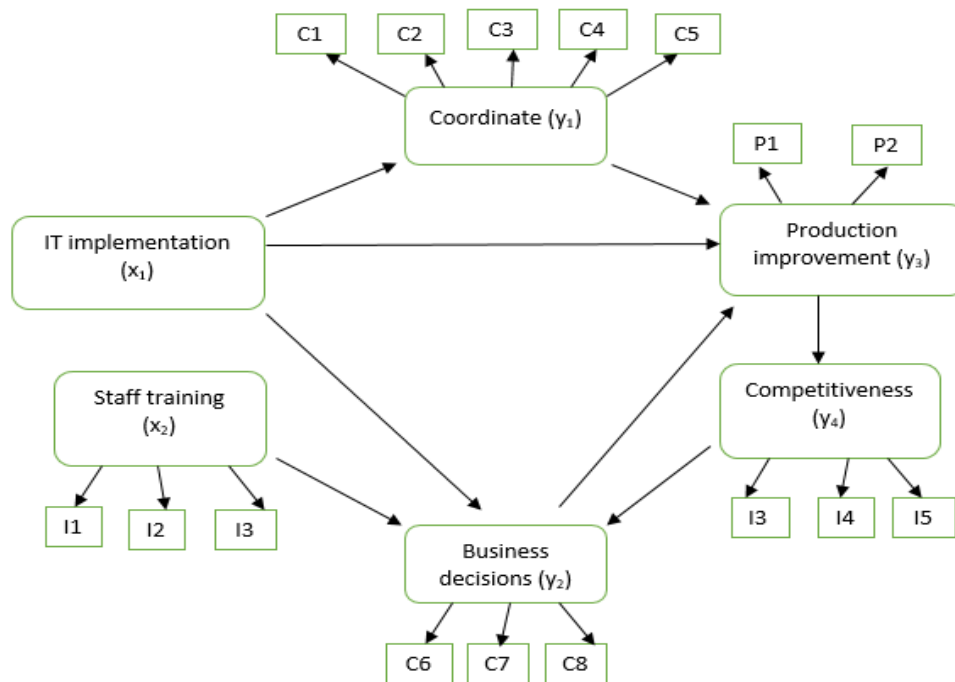 C1
C2
C3
C4
C5
Coordinate (y₁)
P1
P2
IT implementation
(x₁)
Production
improvement (y₃)
Staff training
(x₂)
Competitiveness
(y₄)
I1
I2
I3
I3
I4
I5
Business
decisions (y₂)
C6
C7
C8